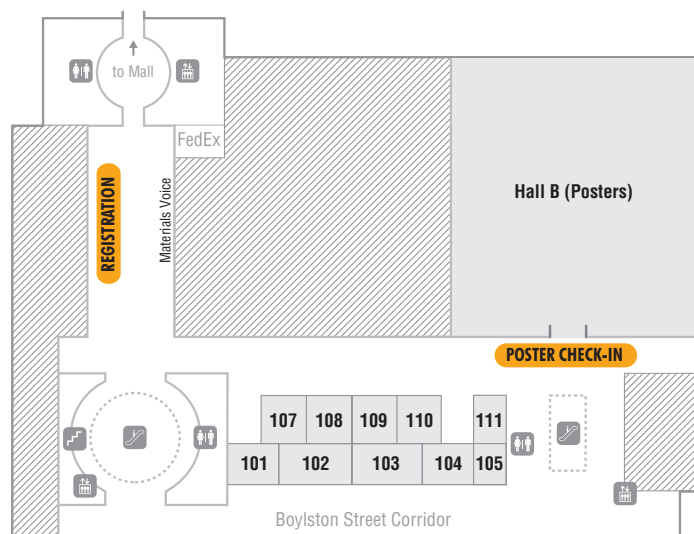 to Mall
FedEx
REGISTRATION
Materials Voice
Hall B (Posters)
POSTER CHECK-IN
107 108 109 110 111
101 102 103 104 105
Boylston Street Corridor